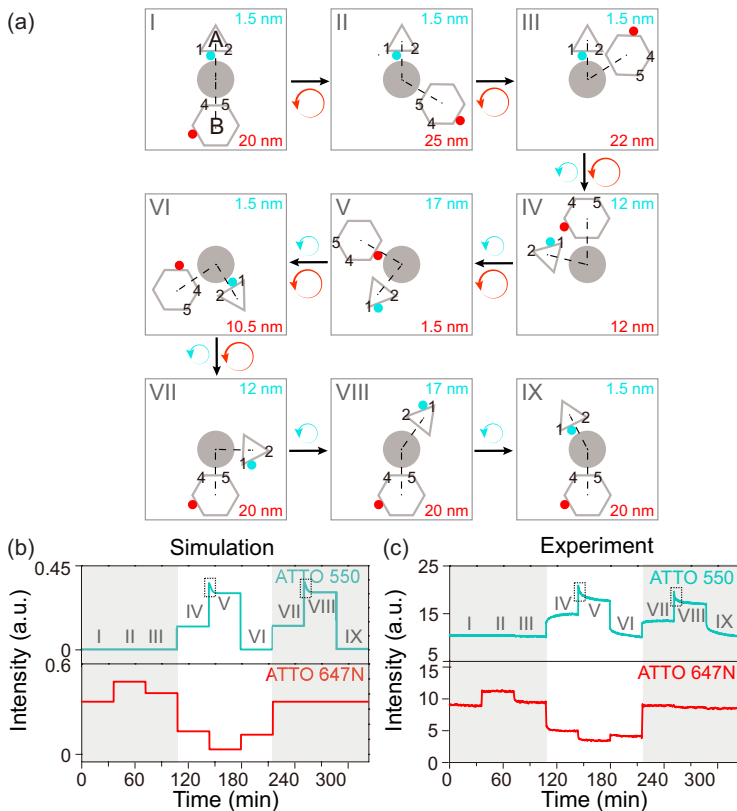 (a)
I 1.5 nm
A
1 2
4 5
B
20 nm
II 1.5 nm
1 2
5
4
25 nm
III 1.5 nm
1 2
4
5
22 nm
VI 1.5 nm
1
2
4
5
10.5 nm
V 17 nm
5
4
2
1
1.5 nm
IV 12 nm
4 5
1
2
12 nm
VII 12 nm
2
1
4 5
20 nm
VIII 17 nm
2 1
4 5
20 nm
IX 1.5 nm
2
1
4 5
20 nm
(b) Simulation
0.45
ATTO 550
IV V
I II III VI VII VIII IX
0
0.6
ATTO 647N
0
Intensity (a.u.)
0 60 120 180 240 300
Time (min)
(c) Experiment
25
ATTO 550
IV V
I II III VI VII VIII IX
15
5
15
ATTO 647N
10
5
0
Intensity (a.u.)
0 60 120 180 240 300
Time (min)